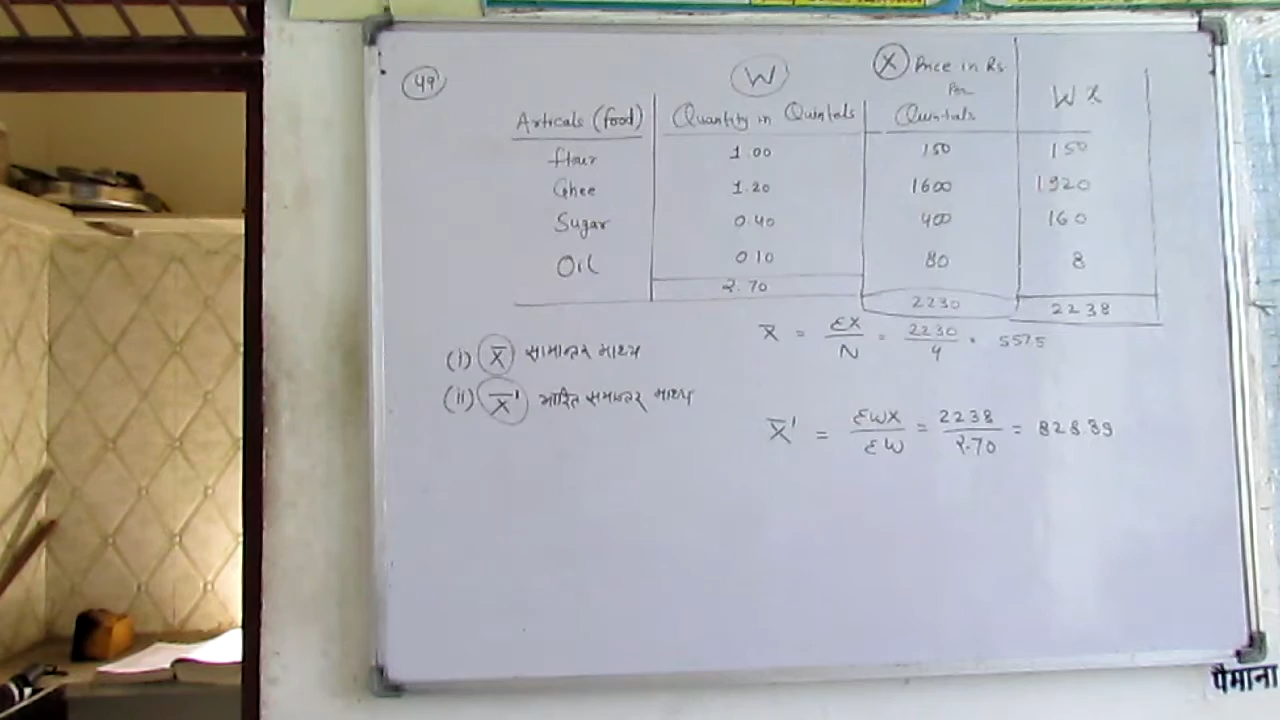 49
W
X Price in Rs
Per
Articals (food) Quantity in Quintals Quintals WX
flour 1.00 150 150
Ghee 1.20 1600 1920
Sugar 0.40 400 160
Oil 0.10 80 8
2.70
2230 2238
X̄ = ΣX/N = 2230/4 = 557.5
(i) X̄ सामान्तर माध्य
(ii) X̄' भारित समान्तर माध्य
X̄' = ΣWX/ΣW = 2238/2.70 = 828.89
पैमाना